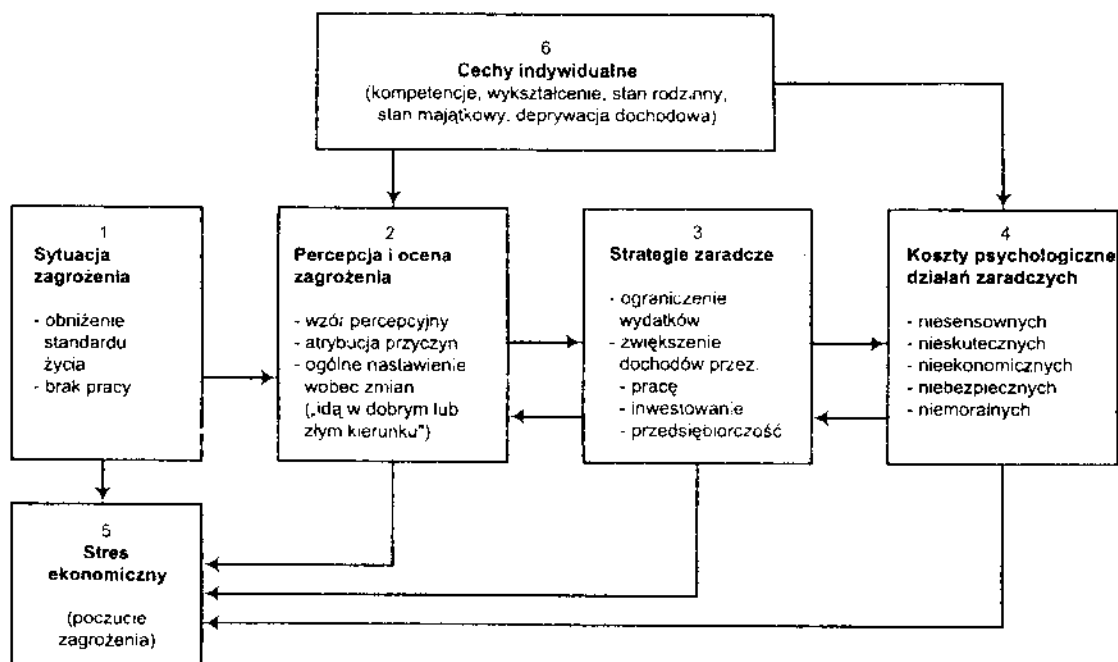 6
Cechy indywidualne
(kompetencje, wykształcenie, stan rodzinny,
stan majątkowy, deprywacja dochodowa)
1
Sytuacja
zagrożenia
- obniżenie
standardu
życia
- brak pracy
2
Percepcja i ocena
zagrożenia
- wzór percepcyjny
- atrybucja przyczyn
- ogólne nastawienie
wobec zmian
(„idą w dobrym lub
złym kierunku”)
3
Strategie zaradcze
- ograniczenie
wydatków
- zwiększenie
dochodów przez:
- pracę
- inwestowanie
- przedsiębiorczość
4
Koszty psychologiczne
działań zaradczych
- niesensownych
- nieskutecznych
- nieekonomicznych
- niebezpiecznych
- niemoralnych
5
Stres
ekonomiczny
(poczucie
zagrożenia)